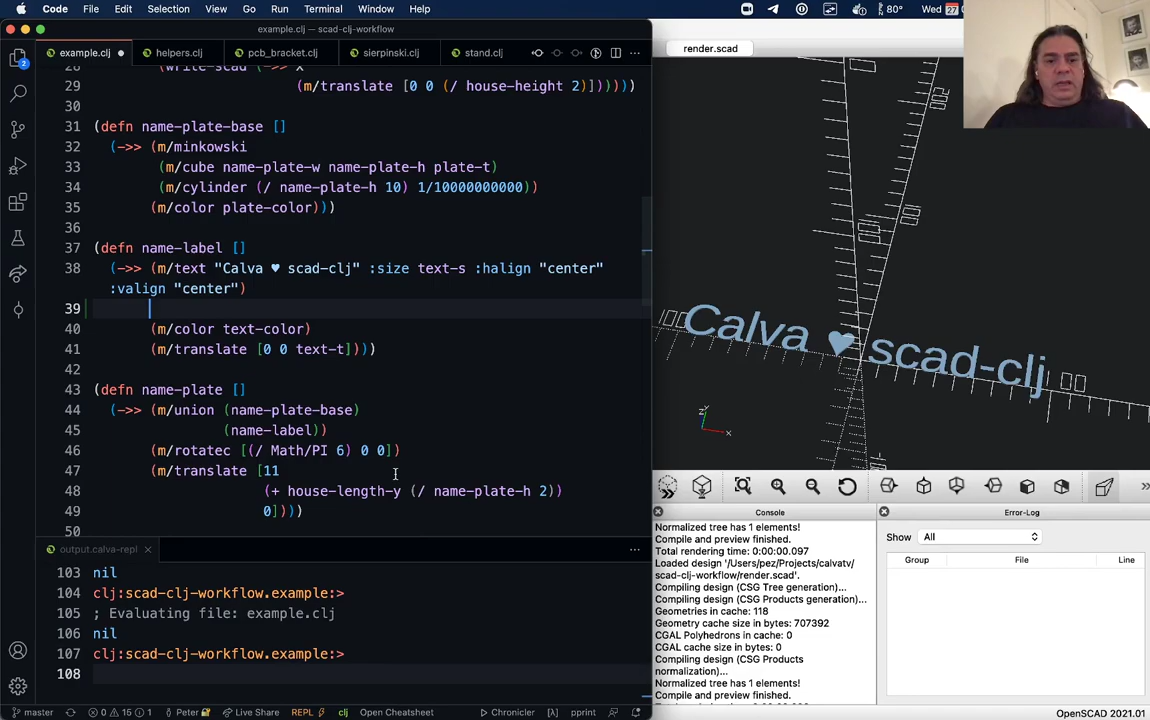 Code File Edit Selection View Go Run Terminal Window Help
80° Wed 27
example.clj — scad-clj-workflow
example.clj helpers.clj pcb_bracket.clj sierpinski.clj stand.clj
render.scad
28 (write-scad (->> x
29 (m/translate [0 0 (/ house-height 2)])))))
30
31 (defn name-plate-base []
32 (->> (m/minkowski
33 (m/cube name-plate-w name-plate-h plate-t)
34 (m/cylinder (/ name-plate-h 10) 1/10000000000))
35 (m/color plate-color)))
36
37 (defn name-label []
38 (->> (m/text "Calva ♥ scad-clj" :size text-s :halign "center"
:valign "center")
39
40 (m/color text-color)
41 (m/translate [0 0 text-t])))
42
43 (defn name-plate []
44 (->> (m/union (name-plate-base)
45 (name-label))
46 (m/rotatec [(/ Math/PI 6) 0 0])
47 (m/translate [11
48 (+ house-length-y (/ name-plate-h 2))
49 0])))
50
2
Calva ♥ scad-clj
100
z Y
x
output.calva-repl
103 nil
104 clj:scad-clj-workflow.example:>
105 ; Evaluating file: example.clj
106 nil
107 clj:scad-clj-workflow.example:>
108
Console
Normalized tree has 1 elements!
Compile and preview finished.
Total rendering time: 0:00:00.097
Loaded design '/Users/pez/Projects/calvatv/
scad-clj-workflow/render.scad'.
Compiling design (CSG Tree generation)...
Compiling design (CSG Products generation)...
Geometries in cache: 118
Geometry cache size in bytes: 707392
CGAL Polyhedrons in cache: 0
CGAL cache size in bytes: 0
Compiling design (CSG Products
normalization)...
Normalized tree has 1 elements!
Compile and preview finished.
Error-Log
Show All
Group File Line
master 0 15 1 Peter Live Share REPL clj Open Cheatsheet Chronicler [λ] pprint
OpenSCAD 2021.01